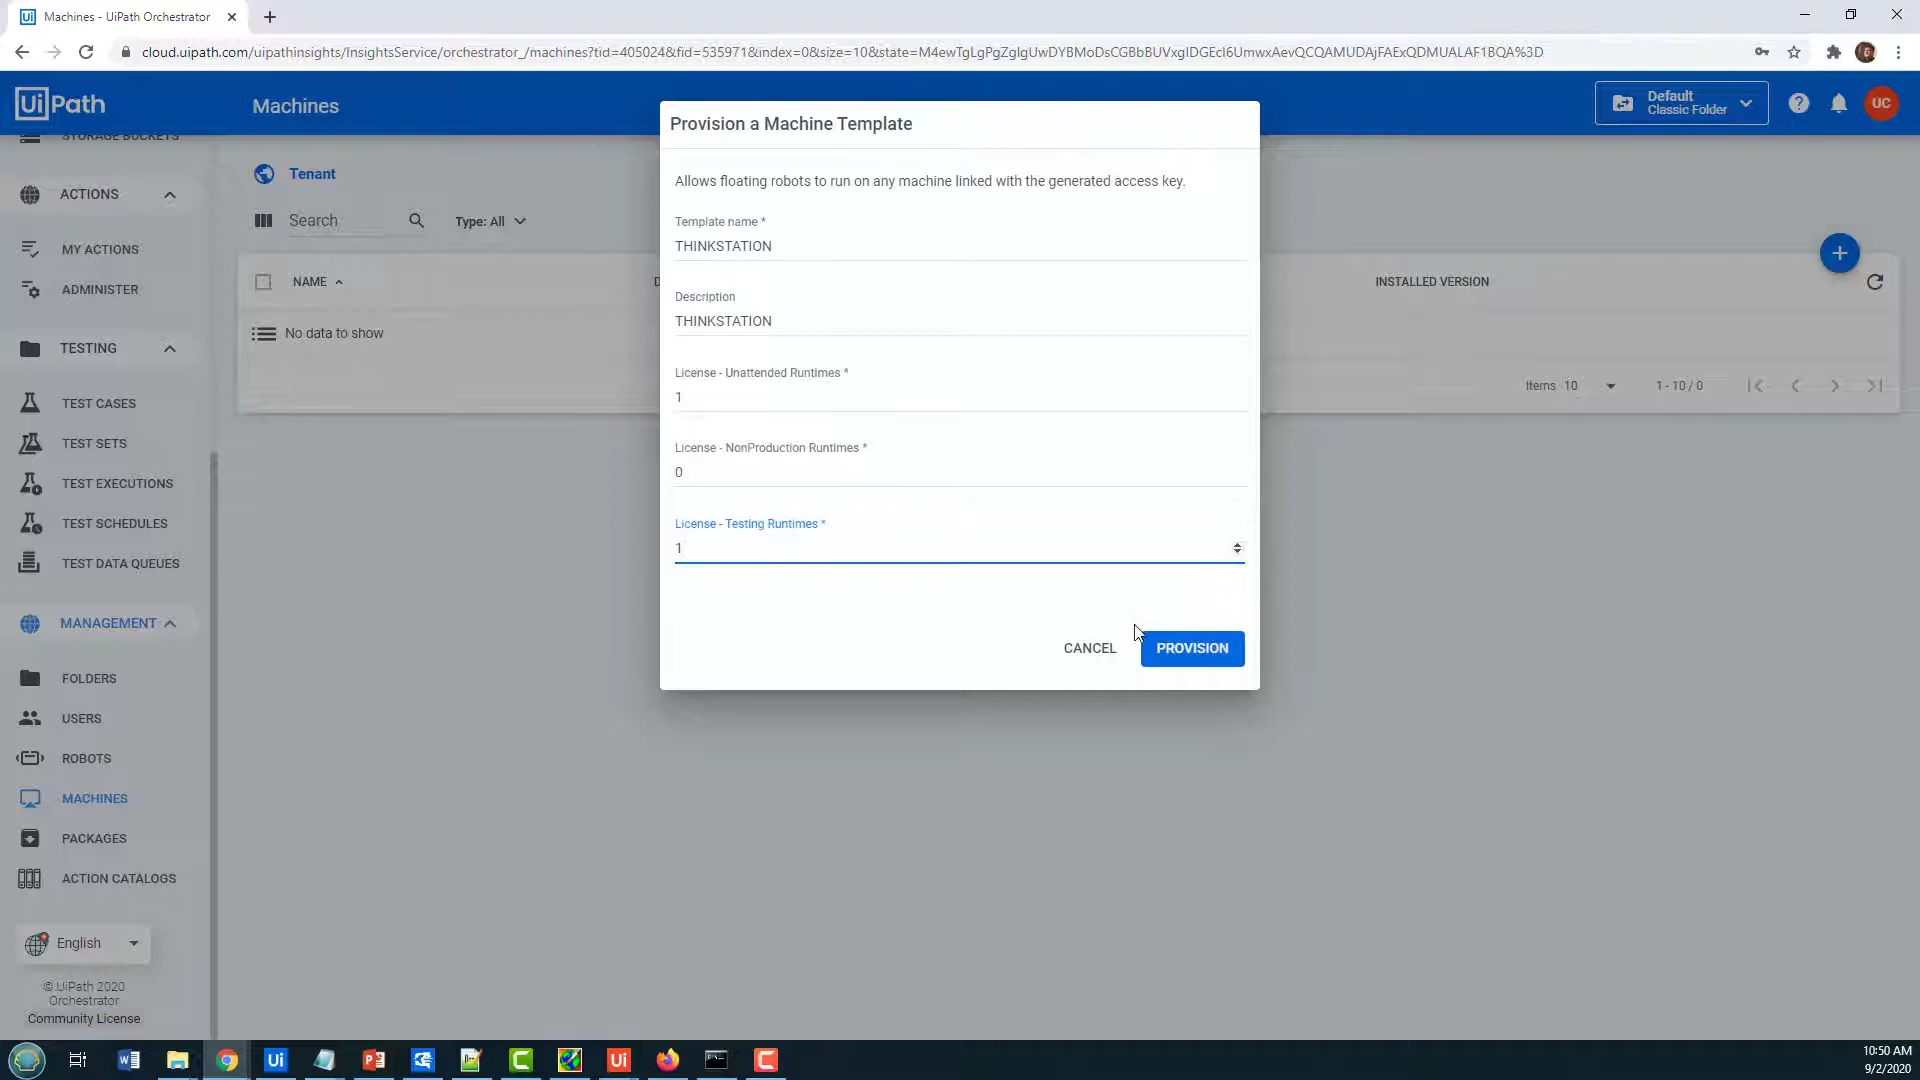 Machines - UiPath Orchestrator
cloud.uipath.com/uipathinsights/InsightsService/orchestrator_/machines?tid=405024&fid=535971&index=0&size=10&state=M4ewTgLgPgZglgUwDYBMoDsCGBbBUVxgIDGEcI6UmwxAevQCQAMUDAjFAExQDMUALAF1BQA%3D
UiPath
Machines
Default
Classic Folder
UC
STORAGE BUCKETS
ACTIONS
MY ACTIONS
ADMINISTER
TESTING
TEST CASES
TEST SETS
TEST EXECUTIONS
TEST SCHEDULES
TEST DATA QUEUES
MANAGEMENT
FOLDERS
USERS
ROBOTS
MACHINES
PACKAGES
ACTION CATALOGS
English
© UiPath 2020
Orchestrator
Community License
Tenant
Search
Type: All
NAME
D
INSTALLED VERSION
No data to show
Items 10
1 - 10 / 0
Provision a Machine Template
Allows floating robots to run on any machine linked with the generated access key.
Template name *
THINKSTATION
Description
THINKSTATION
License - Unattended Runtimes *
1
License - NonProduction Runtimes *
0
License - Testing Runtimes *
1
CANCEL
PROVISION
10:50 AM
9/2/2020